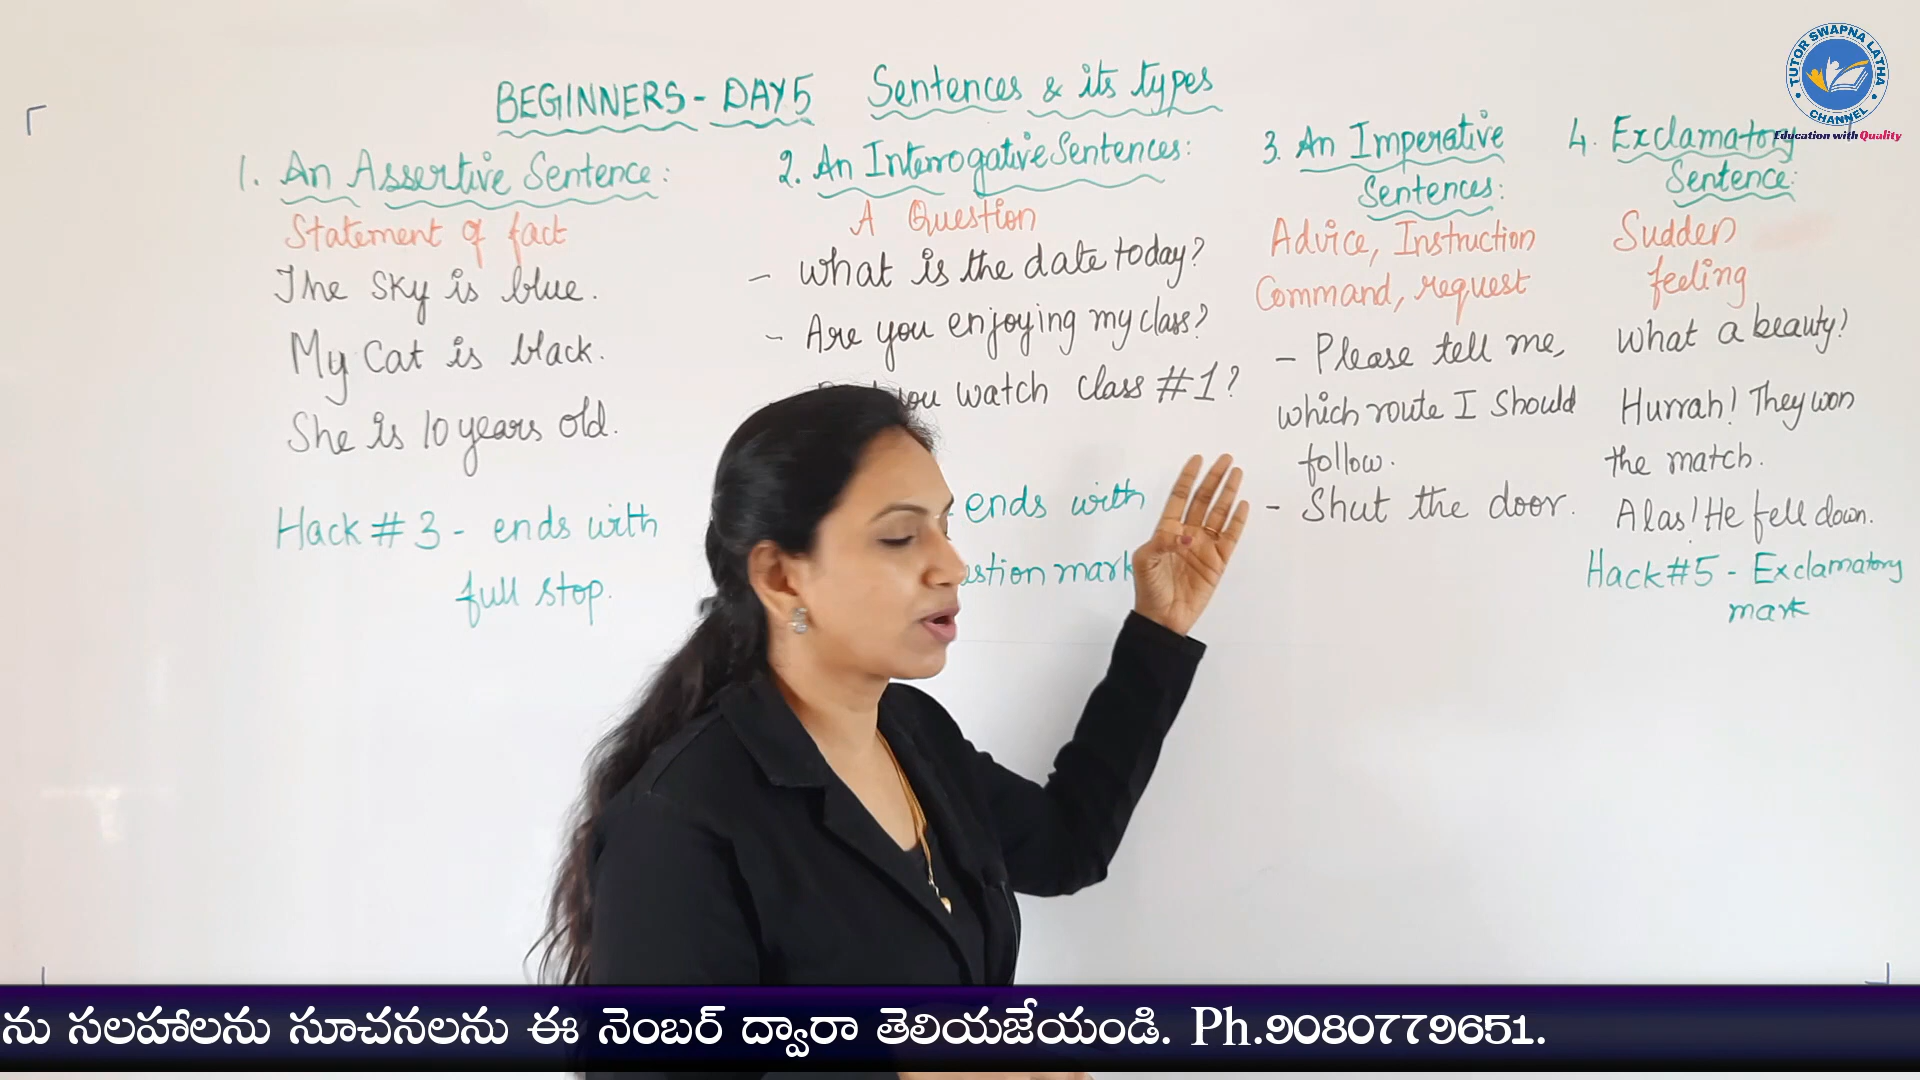 BEGINNERS - DAY 5 Sentences & its types
1. An Assertive Sentence:
Statement of fact
The Sky is blue.
My Cat is black.
She is 10 years old.
Hack # 3 - ends with
full stop.
2. An Interrogative Sentences:
A Question
- What is the date today?
- Are you enjoying my class?
you watch class #1?
ends with
mark
3. An Imperative
Sentences:
Advice, Instruction
Command, request
- Please tell me,
which route I Should
follow.
- Shut the door.
4. Exclamatory
Sentence:
Sudden
feeling
What a beauty!
Hurrah! They won
the match.
Alas! He fell down.
Hack #5 - Exclamatory
mark
TUTOR SWAPNA LATHA
CHANNEL
Education with Quality
ను సలహాలను సూచనలను ఈ నెంబర్ ద్వారా తెలియజేయండి. Ph.9080779651.